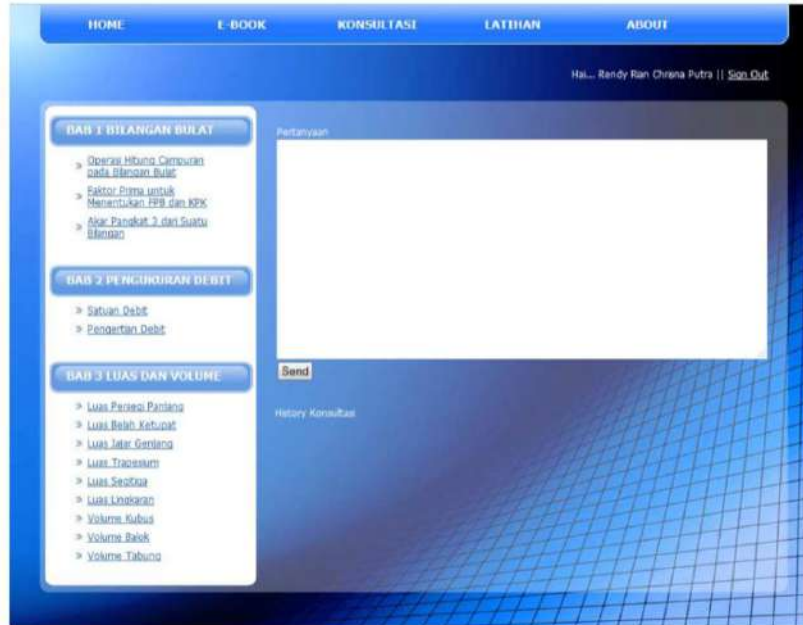 HOME E-BOOK KONSULTASI LATIHAN ABOUT
Hai... Rendy Rian Chrisna Putra || Sign Out
BAB 1 BILANGAN BULAT
» Operasi Hitung Campuran
pada Bilangan Bulat
» Faktor Prima untuk
Menentukan FPB dan KPK
» Akar Pangkat 3 dari Suatu
Bilangan
BAB 2 PENGUKURAN DEBIT
» Satuan Debit
» Pengertian Debit
BAB 3 LUAS DAN VOLUME
» Luas Persegi Panjang
» Luas Belah Ketupat
» Luas Jajar Genjang
» Luas Trapesium
» Luas Segitiga
» Luas Lingkaran
» Volume Kubus
» Volume Balok
» Volume Tabung
Pertanyaan
Send
History Konsultasi